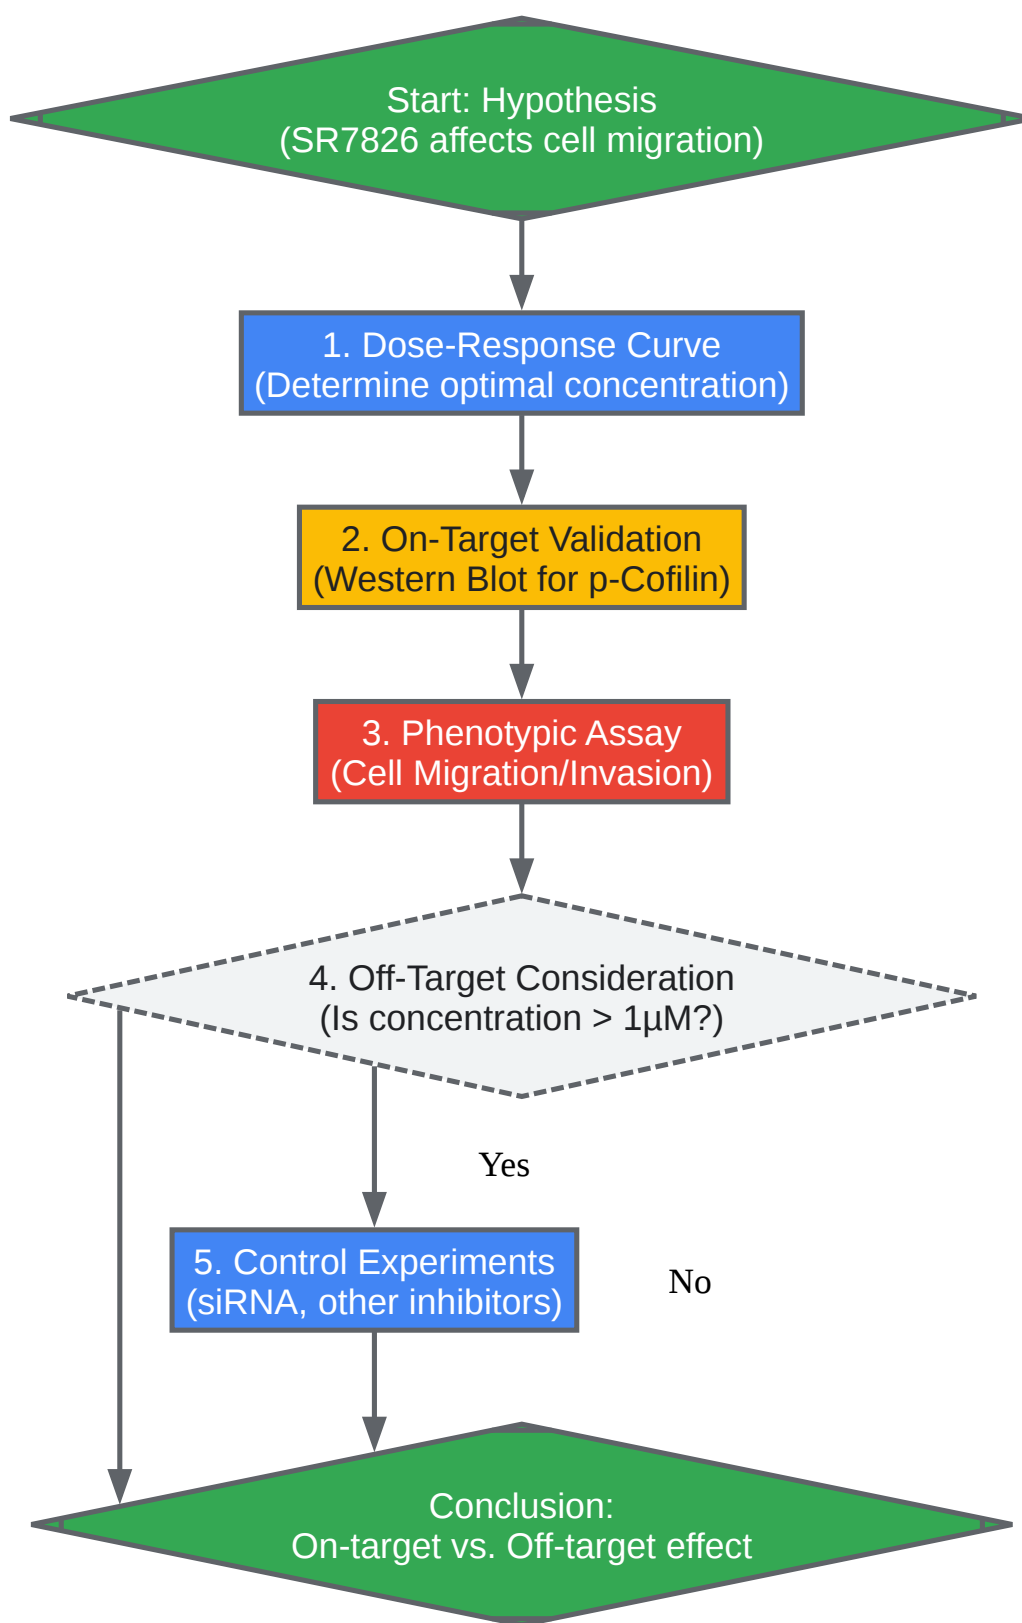 Start: Hypothesis
(SR7826 affects cell migration)
1. Dose-Response Curve
(Determine optimal concentration)
2. On-Target Validation
(Western Blot for p-Cofilin)
3. Phenotypic Assay
(Cell Migration/Invasion)
4. Off-Target Consideration
(Is concentration > 1µM?)
Yes
5. Control Experiments
(siRNA, other inhibitors)
No
Conclusion:
On-target vs. Off-target effect